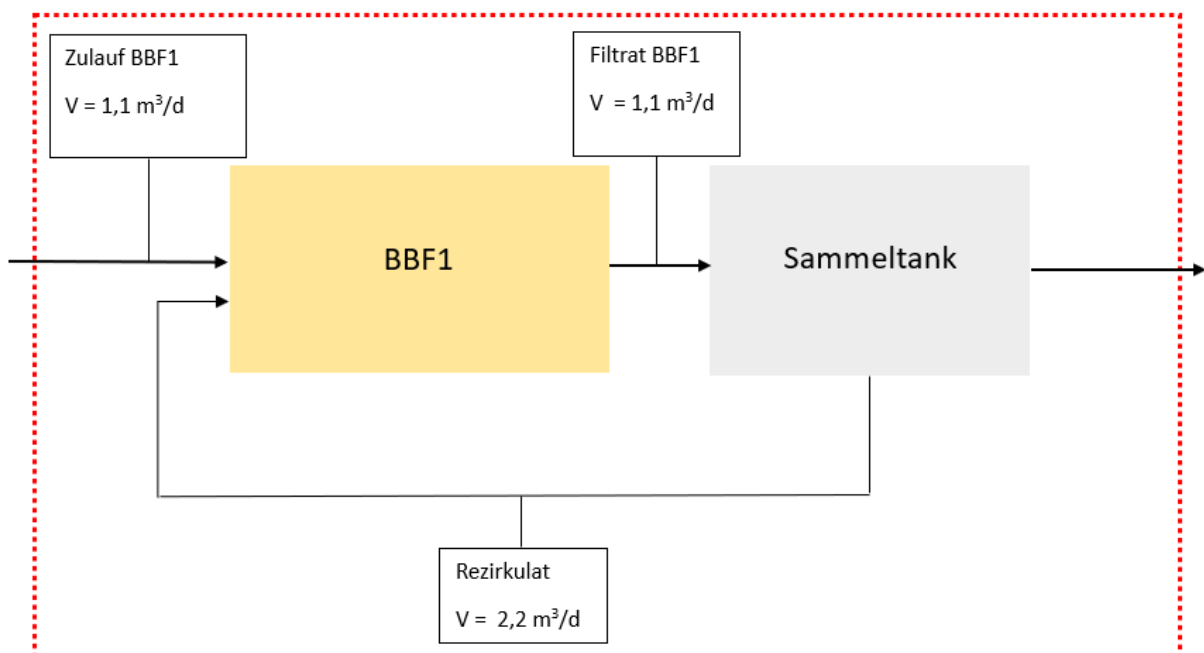 Zulauf BBF1
V = 1,1 m³/d
Filtrat BBF1
V = 1,1 m³/d
BBF1
Sammeltank
Rezirkulat
V = 2,2 m³/d